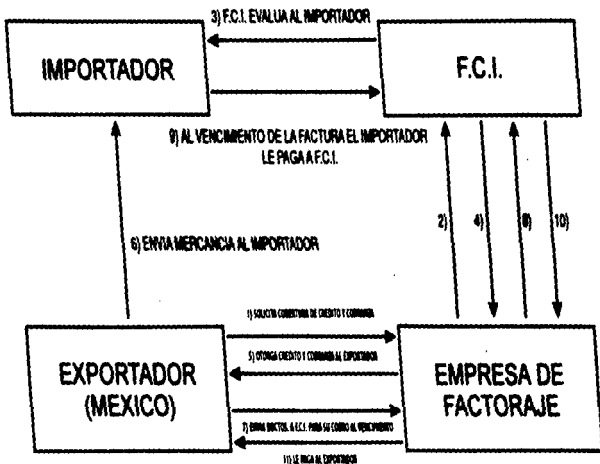 3) F.C.I. EVALUA AL IMPORTADOR
IMPORTADOR
F.C.I.
9) AL VENCIMIENTO DE LA FACTURA EL IMPORTADOR
LE PAGA A F.C.I.
2)
4)
8)
10)
6) ENVIA MERCANCIA AL IMPORTADOR
1) SOLICITA COBERTURA DE CREDITO Y COBRANZA
5) OTORGA CREDITO Y COBRANZA AL EXPORTADOR
EXPORTADOR
(MEXICO)
EMPRESA DE
FACTORAJE
7) ENVIA DOCTOS. A F.C.I. PARA SU COBRO AL VENCIMIENTO
11) LE PAGA AL EXPORTADOR